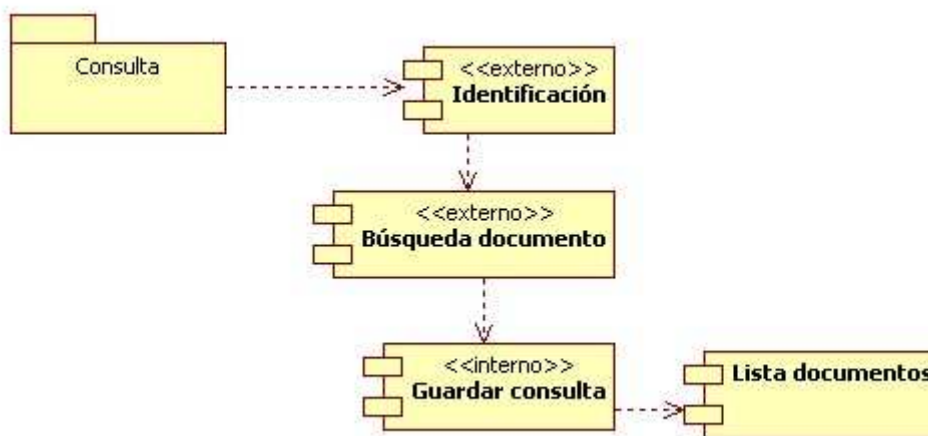 Consulta
<<externo>>
Identificación
<<externo>>
Búsqueda documento
<<interno>>
Guardar consulta
Lista documentos